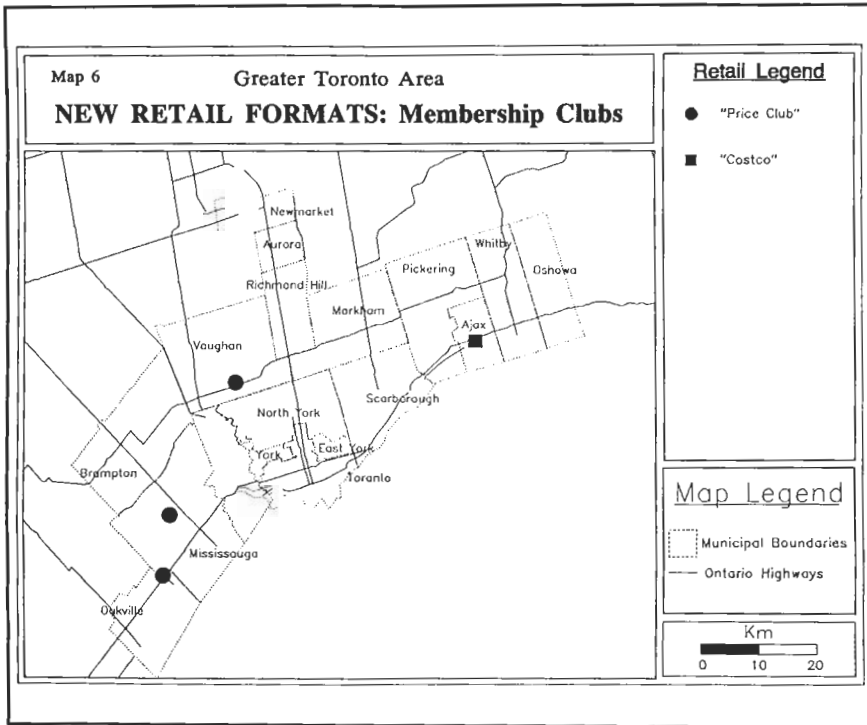 Map 6
Greater Toronto Area
NEW RETAIL FORMATS: Membership Clubs
Retail Legend
"Price Club"
"Costco"
Newmarket
Aurora
Whitby
Pickering
Oshowa
Richmond Hill
Markham
Ajax
Vaughan
Scarborough
North York
York
East York
Brampton
Toranlo
Mississauga
Oakville
Map Legend
Municipal Boundaries
Ontario Highways
Km
0 10 20